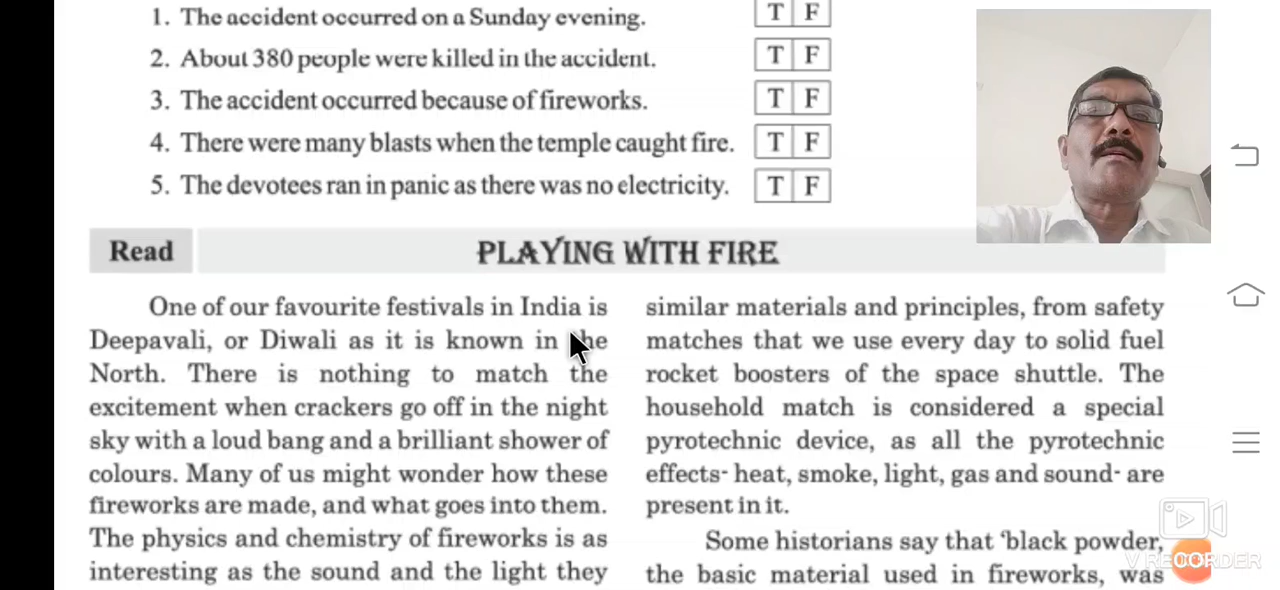 1. The accident occurred on a Sunday evening. T F
2. About 380 people were killed in the accident. T F
3. The accident occurred because of fireworks. T F
4. There were many blasts when the temple caught fire. T F
5. The devotees ran in panic as there was no electricity. T F
Read PLAYING WITH FIRE
One of our favourite festivals in India is
Deepavali, or Diwali as it is known in the
North. There is nothing to match the
excitement when crackers go off in the night
sky with a loud bang and a brilliant shower of
colours. Many of us might wonder how these
fireworks are made, and what goes into them.
The physics and chemistry of fireworks is as
interesting as the sound and the light they
similar materials and principles, from safety
matches that we use every day to solid fuel
rocket boosters of the space shuttle. The
household match is considered a special
pyrotechnic device, as all the pyrotechnic
effects- heat, smoke, light, gas and sound- are
present in it.
Some historians say that ‘black powder,
the basic material used in fireworks, was
V RECORDER